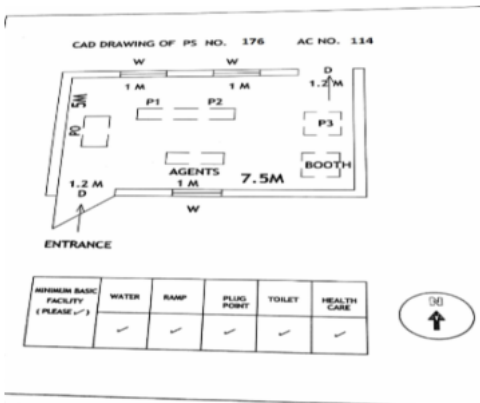 CAD DRAWING OF PS NO. 176 AC NO. 114
W W D
1 M 1 M 1.2 M
5M
P1 P2
PO
P3
AGENTS
BOOTH
1.2 M 1 M 7.5M
D
W
ENTRANCE
MINIMUM BASIC FACILITY ( PLEASE ✓ ) WATER RAMP PLUG POINT TOILET HEALTH CARE
✓ ✓ ✓ ✓ ✓
N